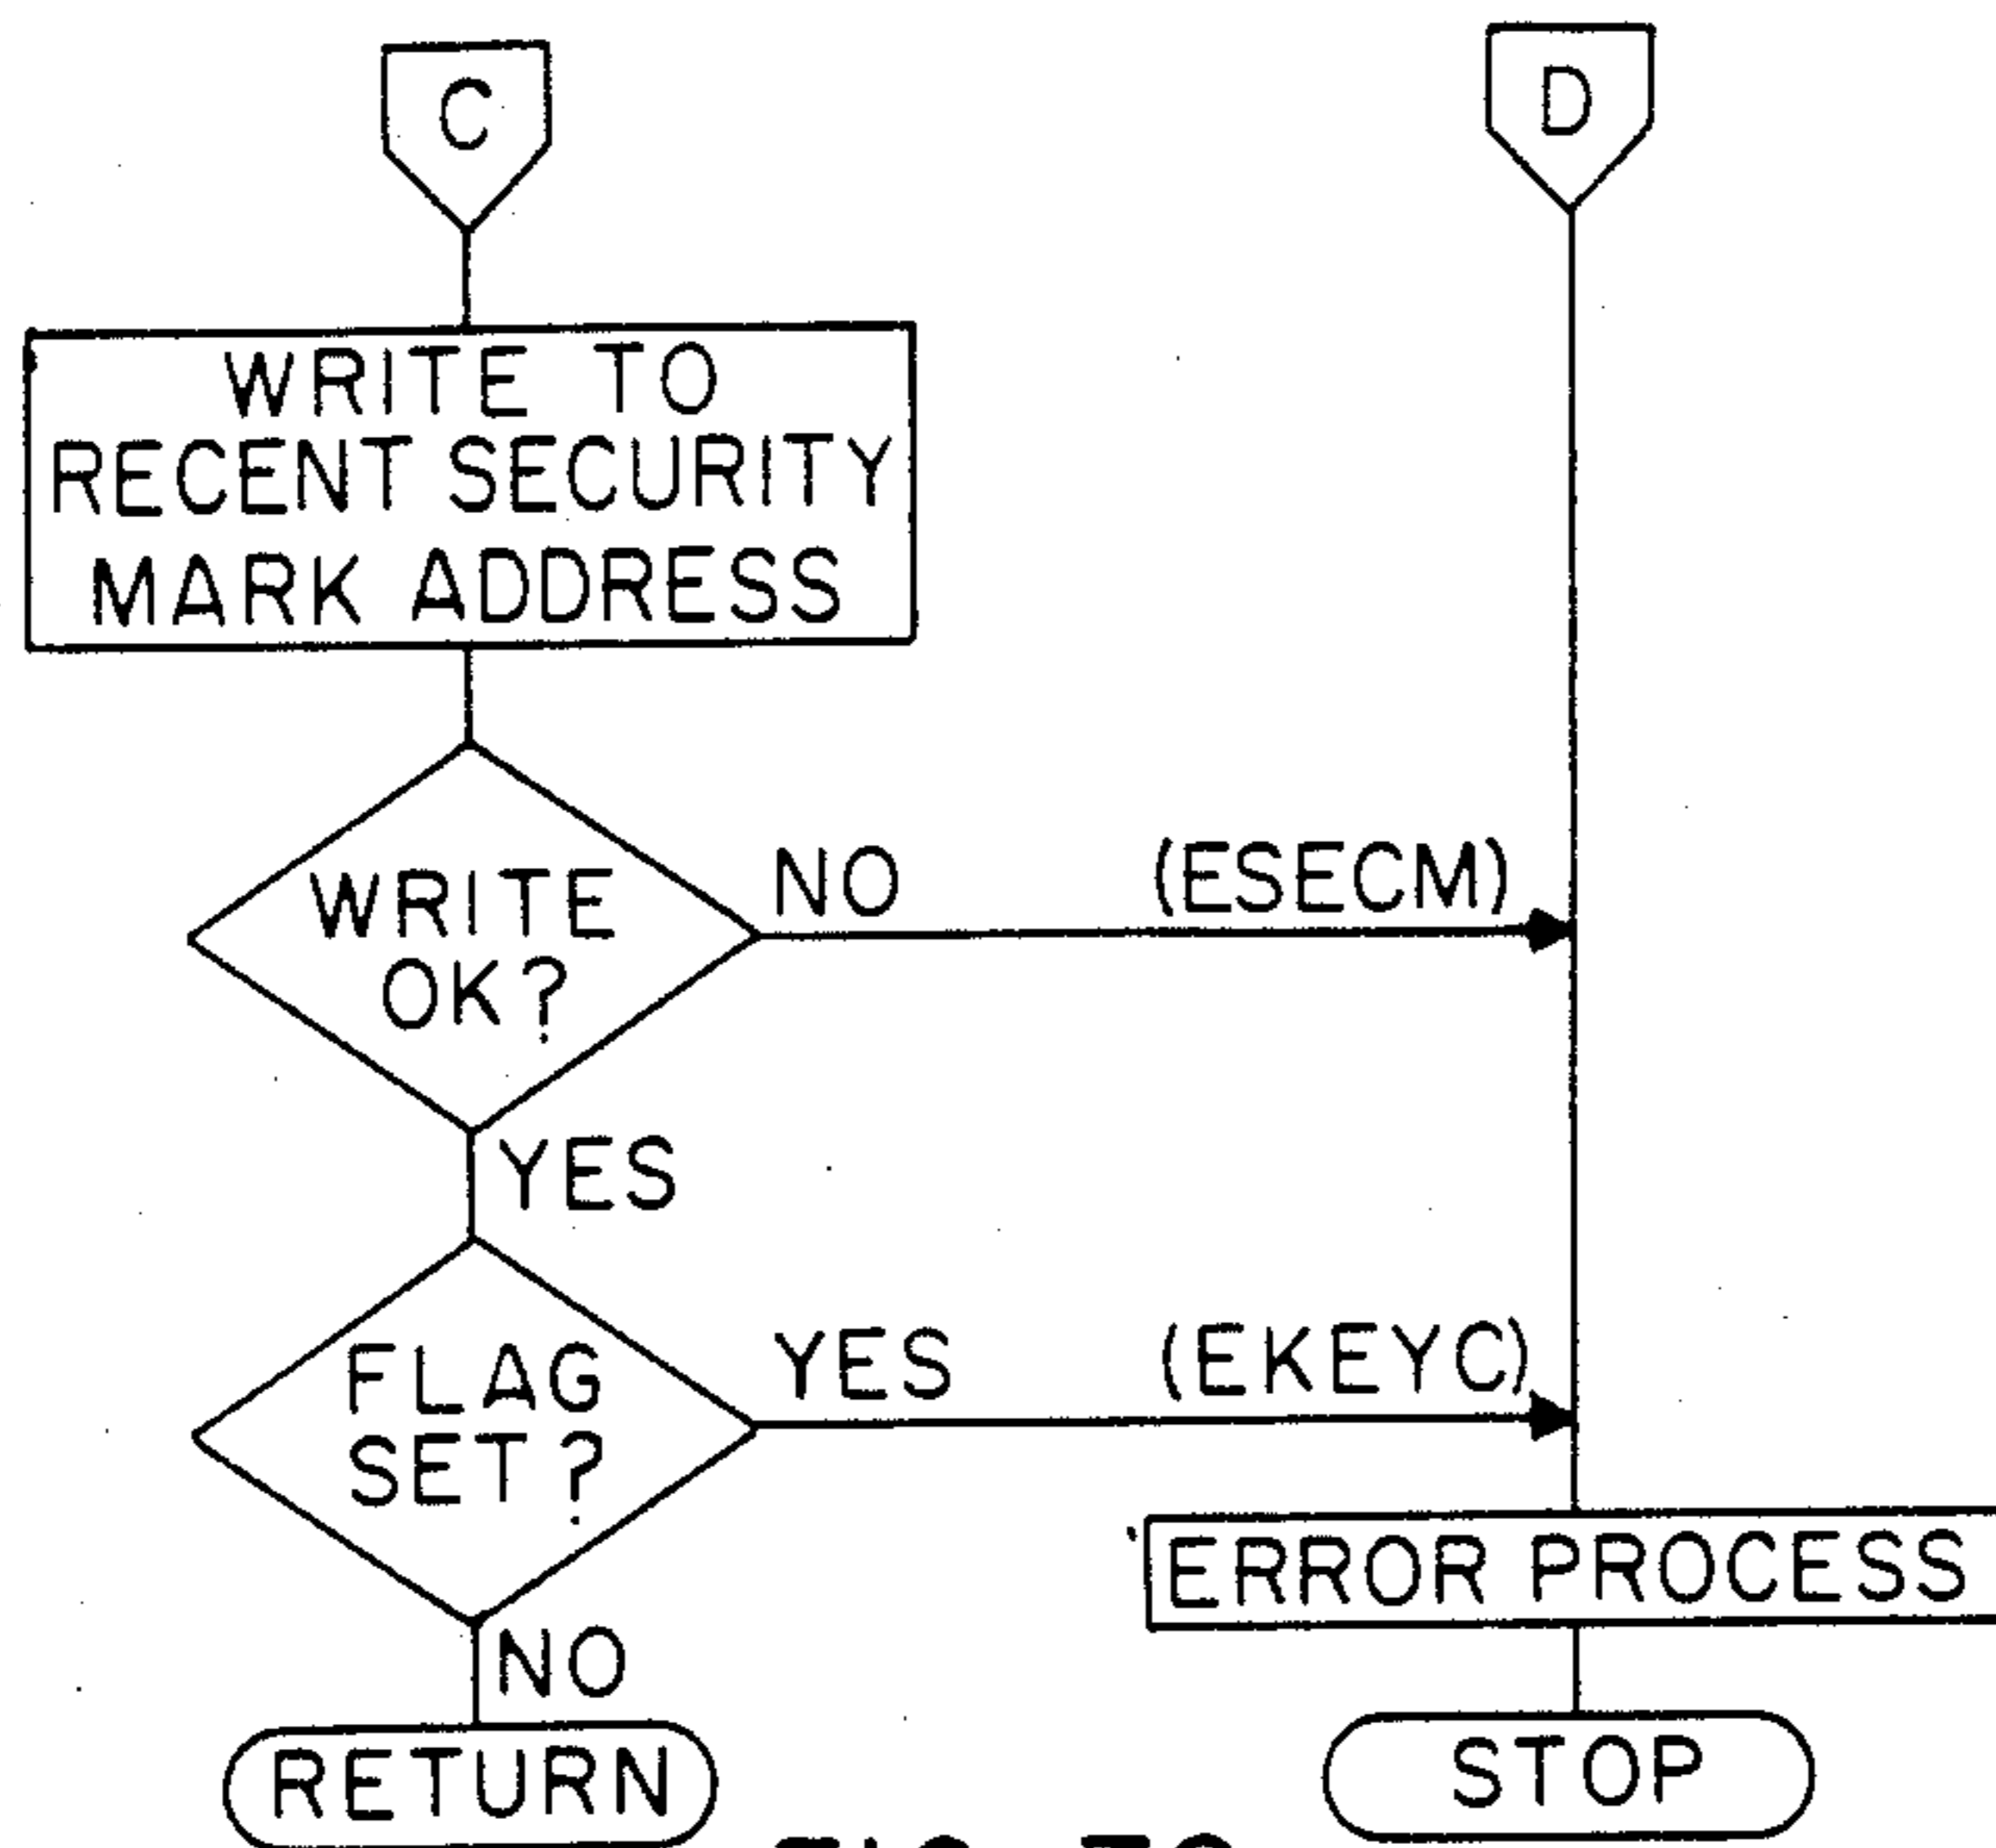 C
D
WRITE TO
RECENT SECURITY
MARK ADDRESS
WRITE
OK?
NO
(ESECM)
YES
FLAG
SET?
YES
(EKEYC)
ERROR PROCESS
NO
RETURN
STOP